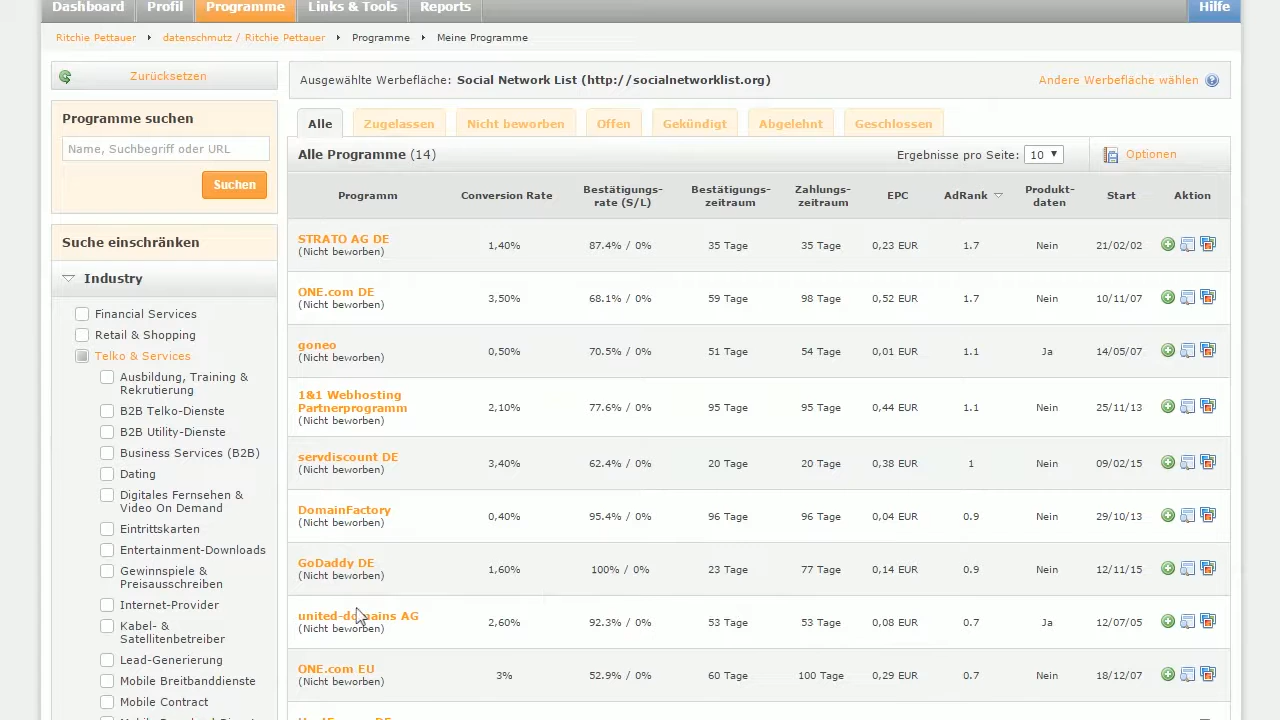 Dashboard Profil Programme Links & Tools Reports Hilfe
Ritchie Pettauer datenschmutz / Ritchie Pettauer Programme Meine Programme
Zurücksetzen
Programme suchen
Name, Suchbegriff oder URL
Suchen
Suche einschränken
Industry
Financial Services
Retail & Shopping
Telko & Services
Ausbildung, Training &
Rekrutierung
B2B Telko-Dienste
B2B Utility-Dienste
Business Services (B2B)
Dating
Digitales Fernsehen &
Video On Demand
Eintrittskarten
Entertainment-Downloads
Gewinnspiele &
Preisausschreiben
Internet-Provider
Kabel- &
Satellitenbetreiber
Lead-Generierung
Mobile Breitbanddienste
Mobile Contract
Ausgewählte Werbefläche: Social Network List (http://socialnetworklist.org) Andere Werbefläche wählen
Alle Zugelassen Nicht beworben Offen Gekündigt Abgelehnt Geschlossen
Alle Programme (14) Ergebnisse pro Seite: 10 Optionen
Programm Conversion Rate Bestätigungs-
rate (S/L) Bestätigungs-
zeitraum Zahlungs-
zeitraum EPC AdRank Produkt-
daten Start Aktion
STRATO AG DE
(Nicht beworben) 1,40% 87.4% / 0% 35 Tage 35 Tage 0,23 EUR 1.7 Nein 21/02/02
ONE.com DE
(Nicht beworben) 3,50% 68.1% / 0% 59 Tage 98 Tage 0,52 EUR 1.7 Nein 10/11/07
goneo
(Nicht beworben) 0,50% 70.5% / 0% 51 Tage 54 Tage 0,01 EUR 1.1 Ja 14/05/07
1&1 Webhosting
Partnerprogramm
(Nicht beworben) 2,10% 77.6% / 0% 95 Tage 95 Tage 0,44 EUR 1.1 Nein 25/11/13
servdiscount DE
(Nicht beworben) 3,40% 62.4% / 0% 20 Tage 20 Tage 0,38 EUR 1 Nein 09/02/15
DomainFactory
(Nicht beworben) 0,40% 95.4% / 0% 96 Tage 96 Tage 0,04 EUR 0.9 Nein 29/10/13
GoDaddy DE
(Nicht beworben) 1,60% 100% / 0% 23 Tage 77 Tage 0,14 EUR 0.9 Nein 12/11/15
united-domains AG
(Nicht beworben) 2,60% 92.3% / 0% 53 Tage 53 Tage 0,08 EUR 0.7 Ja 12/07/05
ONE.com EU
(Nicht beworben) 3% 52.9% / 0% 60 Tage 100 Tage 0,29 EUR 0.7 Nein 18/12/07